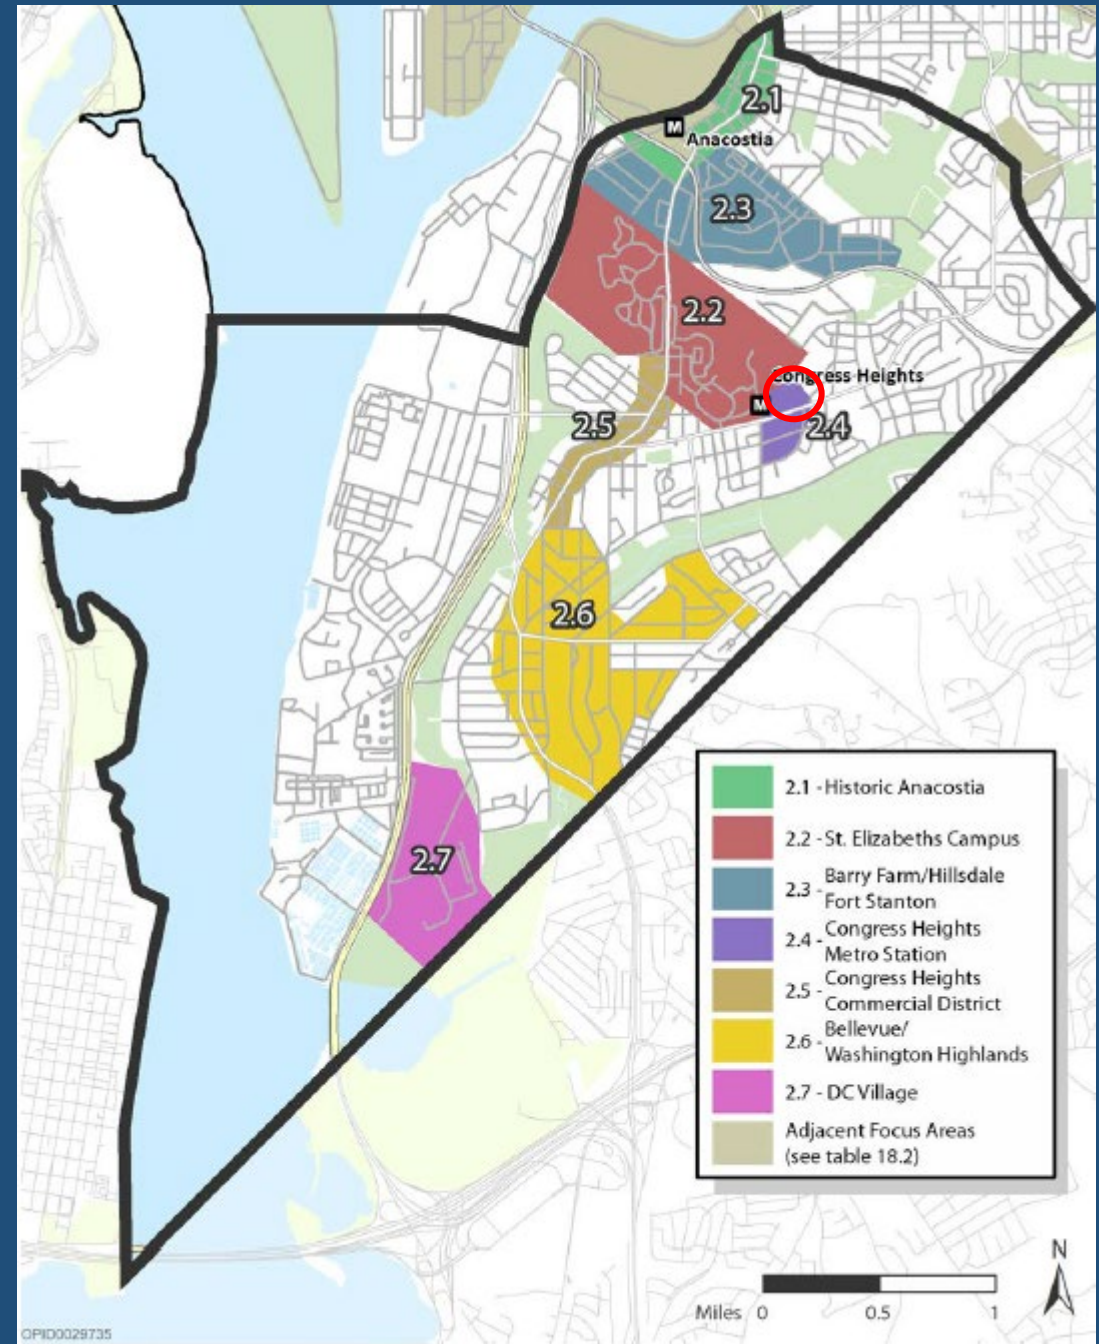 2.1
M
Anacostia
2.3
2.2
Congress Heights
M
2.5
2.4
2.6
2.7
2.1 - Historic Anacostia
2.2 - St. Elizabeths Campus
2.3 - Barry Farm/Hillsdale
Fort Stanton
2.4 - Congress Heights
Metro Station
2.5 - Congress Heights
Commercial District
2.6 - Bellevue/
Washington Highlands
2.7 - DC Village
Adjacent Focus Areas
(see table 18.2)
N
Miles 0 0.5 1
OPID0029735